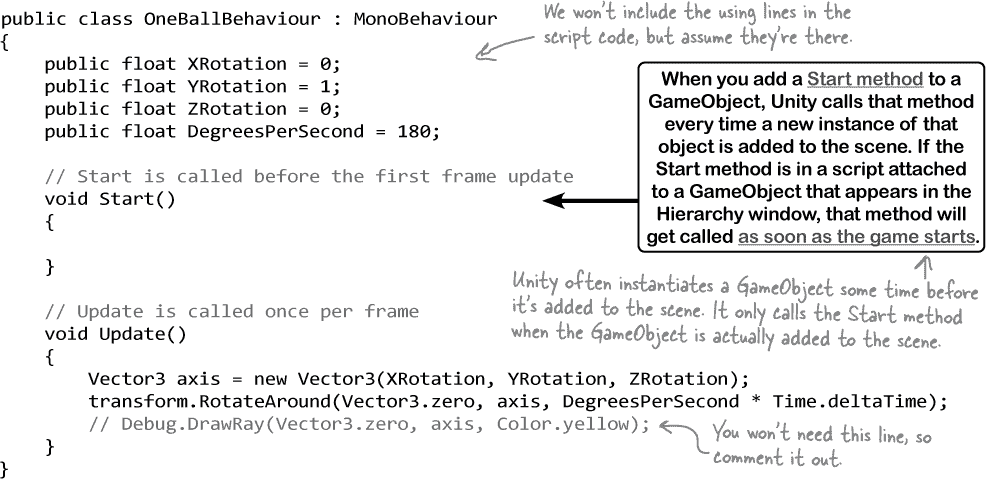 public class OneBallBehaviour : MonoBehaviour
{
    public float XRotation = 0;
    public float YRotation = 1;
    public float ZRotation = 0;
    public float DegreesPerSecond = 180;
    // Start is called before the first frame update
    void Start()
    {
    }
    // Update is called once per frame
    void Update()
    {
        Vector3 axis = new Vector3(XRotation, YRotation, ZRotation);
        transform.RotateAround(Vector3.zero, axis, DegreesPerSecond * Time.deltaTime);
        // Debug.DrawRay(Vector3.zero, axis, Color.yellow);
    }
}
We won't include the using lines in the
script code, but assume they're there.
When you add a Start method to a
GameObject, Unity calls that method
every time a new instance of that
object is added to the scene. If the
Start method is in a script attached
to a GameObject that appears in the
Hierarchy window, that method will
get called as soon as the game starts.
Unity often instantiates a GameObject some time before
it's added to the scene. It only calls the Start method
when the GameObject is actually added to the scene.
You won't need this line, so
comment it out.